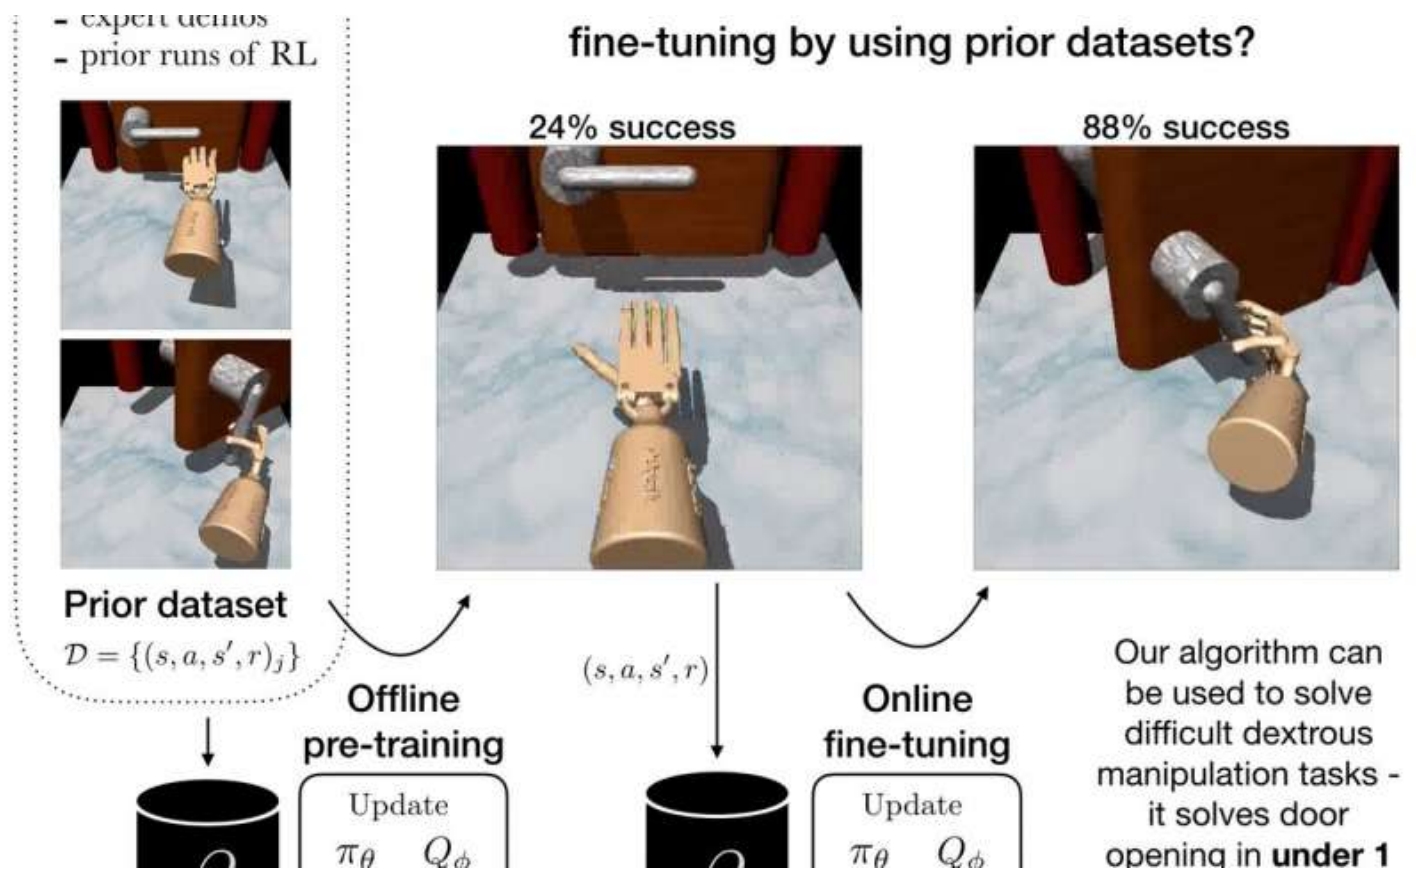 - expert demos
- prior runs of RL
fine-tuning by using prior datasets?
24% success
88% success
Prior dataset
D = {(s, a, s′, r)ⱼ}
(s, a, s′, r)
Offline
pre-training
Online
fine-tuning
Update
π_θ Q_ϕ
Update
π_θ Q_ϕ
Our algorithm can
be used to solve
difficult dextrous
manipulation tasks -
it solves door
opening in under 1